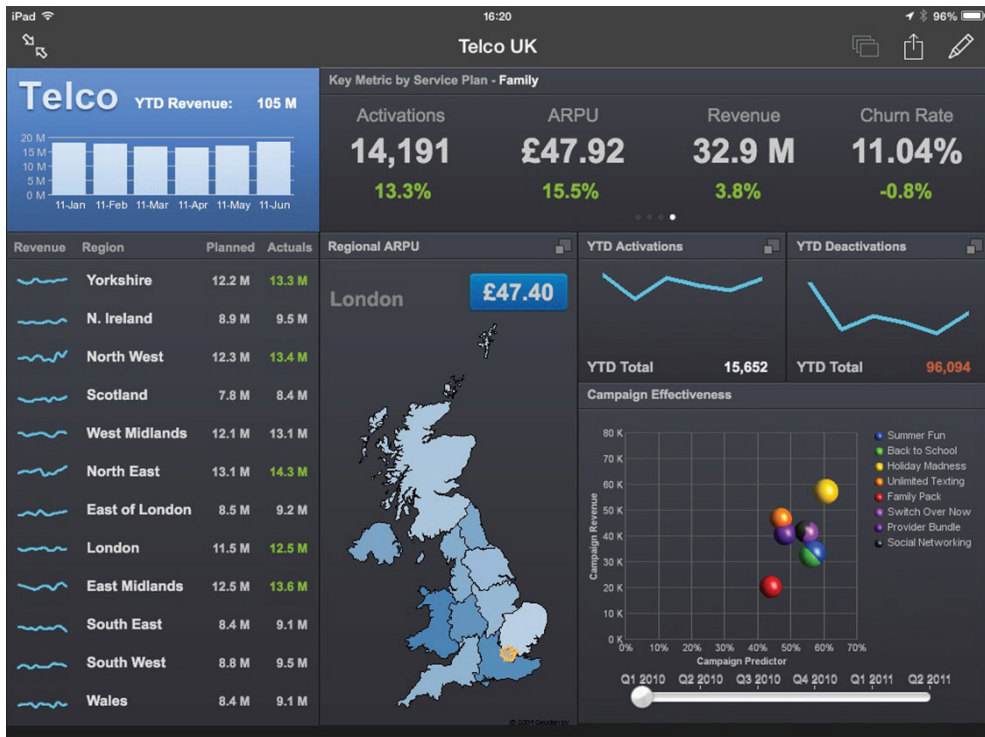 iPad 16:20 96%
Telco UK
Telco YTD Revenue: 105 M
20 M
15 M
10 M
5 M
0 M
11-Jan 11-Feb 11-Mar 11-Apr 11-May 11-Jun
Key Metric by Service Plan - Family
Activations ARPU Revenue Churn Rate
14,191 £47.92 32.9 M 11.04%
13.3% 15.5% 3.8% -0.8%
Revenue Region Planned Actuals
Yorkshire 12.2 M 13.3 M
N. Ireland 8.9 M 9.5 M
North West 12.3 M 13.4 M
Scotland 7.8 M 8.4 M
West Midlands 12.1 M 13.1 M
North East 13.1 M 14.3 M
East of London 8.5 M 9.2 M
London 11.5 M 12.5 M
East Midlands 12.5 M 13.6 M
South East 8.4 M 9.1 M
South West 8.8 M 9.5 M
Wales 8.4 M 9.1 M
Regional ARPU
London £47.40
© 2004 Geodan bv
YTD Activations
YTD Total 15,652
YTD Deactivations
YTD Total 96,094
Campaign Effectiveness
Campaign Revenue
80 K
70 K
60 K
50 K
40 K
30 K
20 K
10 K
0 K
0% 10% 20% 30% 40% 50% 60% 70%
Campaign Predictor
Summer Fun
Back to School
Holiday Madness
Unlimited Texting
Family Pack
Switch Over Now
Provider Bundle
Social Networking
Q1 2010 Q2 2010 Q3 2010 Q4 2010 Q1 2011 Q2 2011